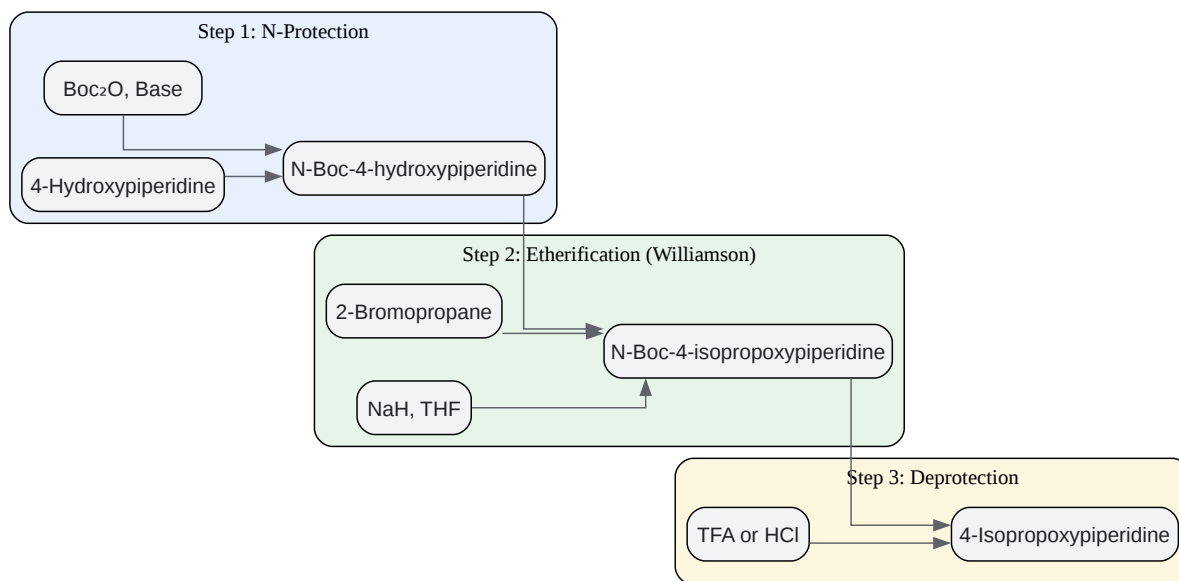 Step 1: N-Protection
Boc₂O, Base
4-Hydroxypiperidine
N-Boc-4-hydroxypiperidine
Step 2: Etherification (Williamson)
2-Bromopropane
N-Boc-4-isopropoxypiperidine
NaH, THF
Step 3: Deprotection
TFA or HCl
4-Isopropoxypiperidine